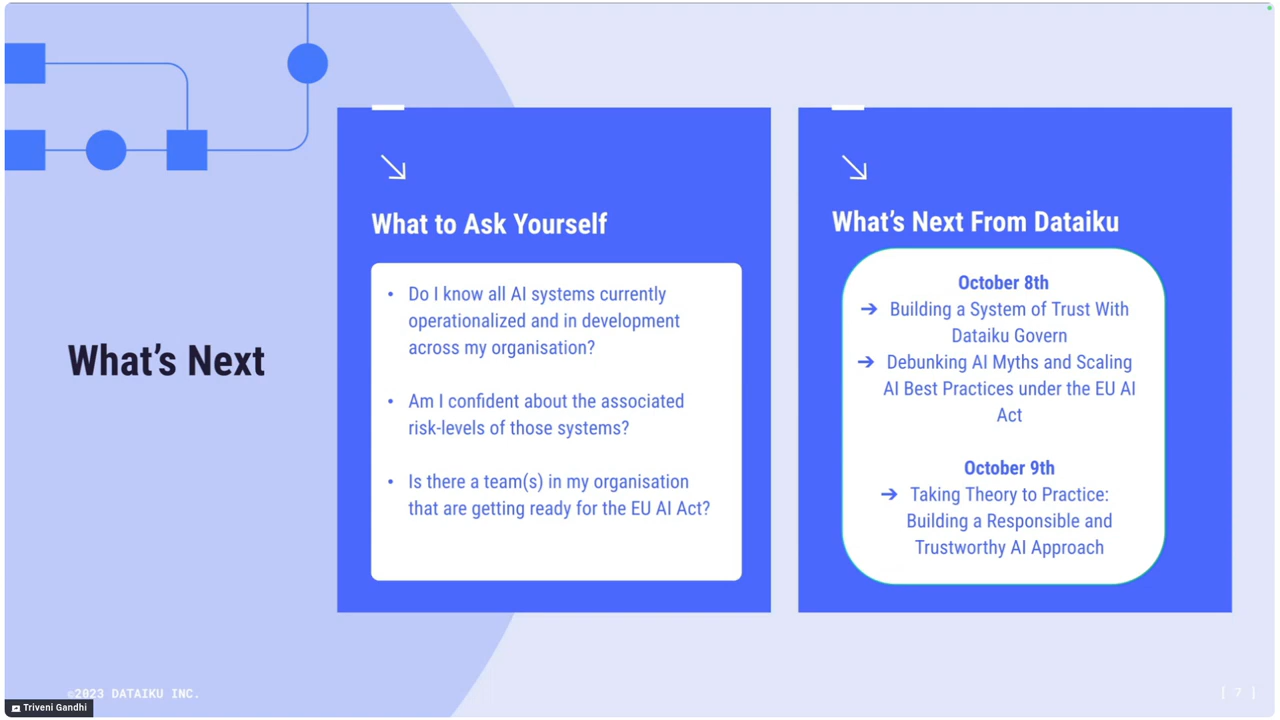 What's Next
What to Ask Yourself
• Do I know all AI systems currently
operationalized and in development
across my organisation?
• Am I confident about the associated
risk-levels of those systems?
• Is there a team(s) in my organisation
that are getting ready for the EU AI Act?
What's Next From Dataiku
October 8th
➔ Building a System of Trust With
Dataiku Govern
➔ Debunking AI Myths and Scaling
AI Best Practices under the EU AI
Act
October 9th
➔ Taking Theory to Practice:
Building a Responsible and
Trustworthy AI Approach
©2023 DATAIKU INC.
[ 7 ]
Triveni Gandhi